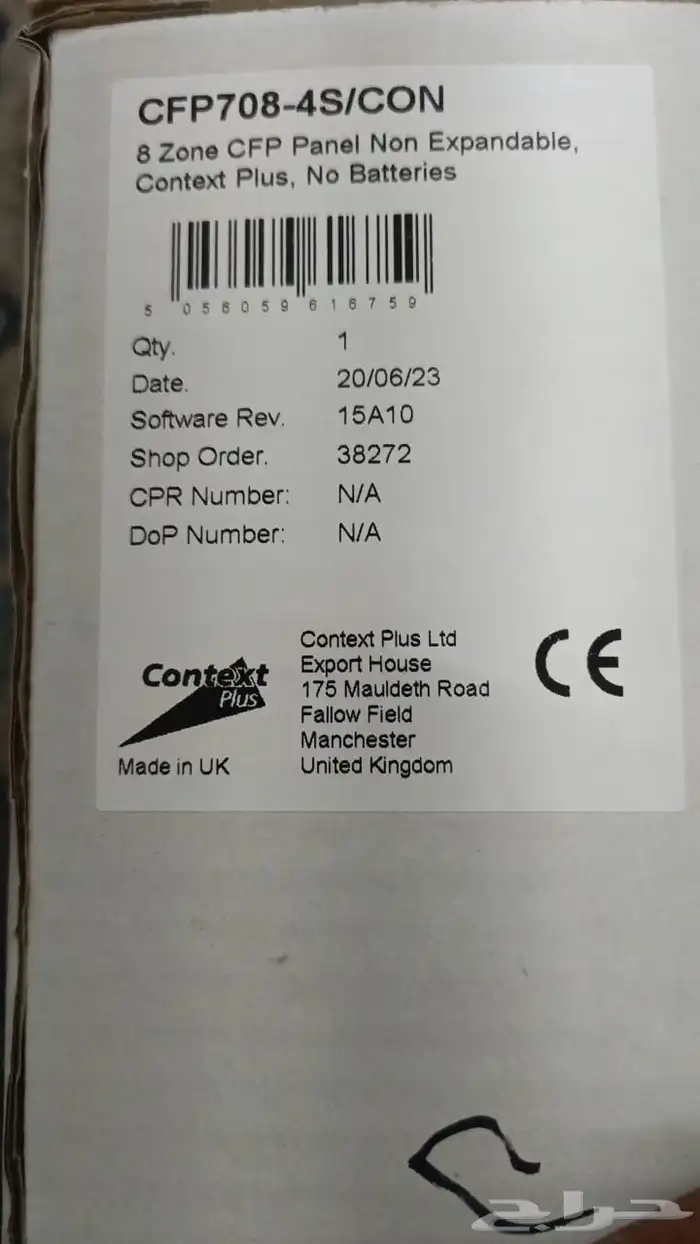 CFP708-4S/CON
8 Zone CFP Panel Non Expandable,
Context Plus, No Batteries
5 056059 616759
Qty. 1
Date. 20/06/23
Software Rev. 15A10
Shop Order. 38272
CPR Number: N/A
DoP Number: N/A
Context Plus
Made in UK
Context Plus Ltd
Export House
175 Mauldeth Road
Fallow Field
Manchester
United Kingdom
CE
حراج